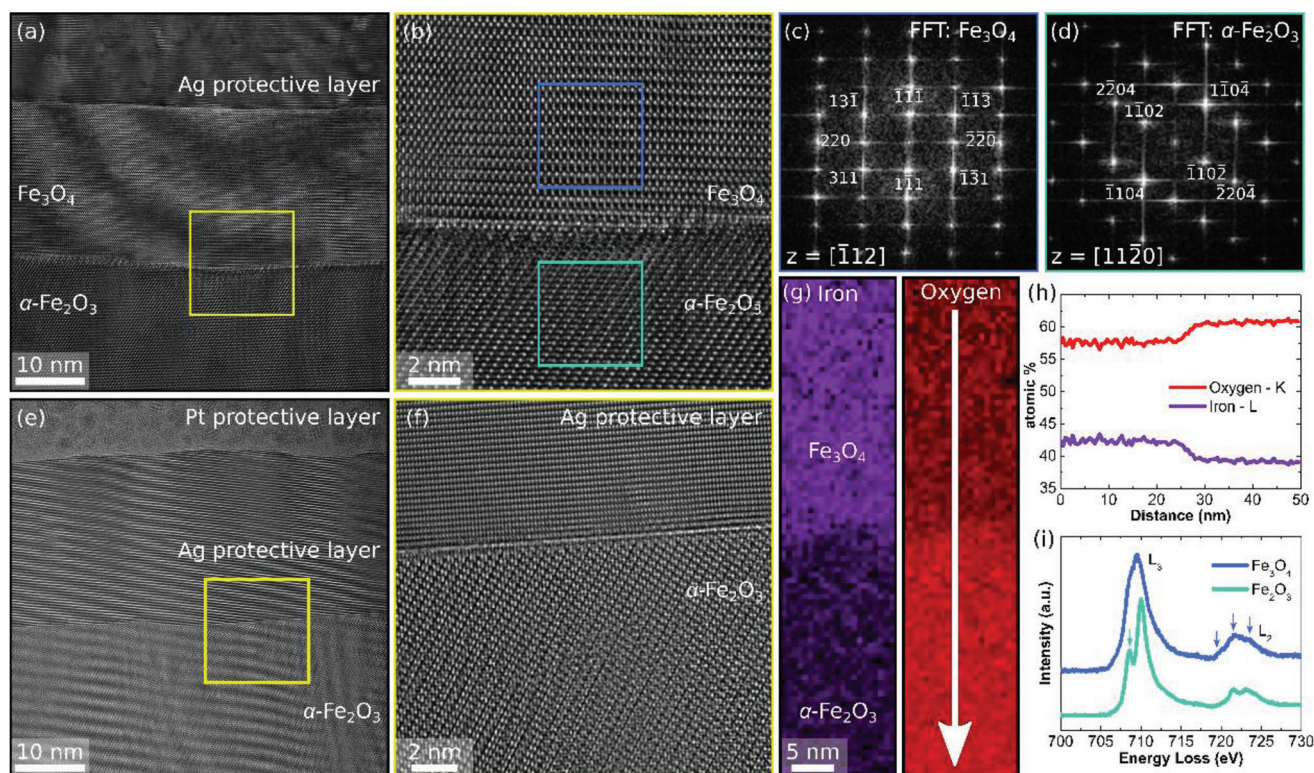 (a)
Ag protective layer
Fe₃O₄
α-Fe₂O₃
10 nm
(b)
Fe₃O₄
α-Fe₂O₃
2 nm
(c) FFT: Fe₃O₄
131̄ 1̄11̄ 1̄1̄3̄
220 2̄2̄0̄
311 11̄1 1̄3̄1
z = [1̄12]
(d) FFT: α-Fe₂O₃
22̄04 11̄04̄
11̄02
1̄102̄
1̄104 2̄204̄
z = [112̄0]
(e) Pt protective layer
Ag protective layer
α-Fe₂O₃
10 nm
(f) Ag protective layer
α-Fe₂O₃
2 nm
(g) Iron Oxygen
Fe₃O₄
α-Fe₂O₃
5 nm
(h)
atomic %
60
55
50
45
40
35
Oxygen - K
Iron - L
0 10 20 30 40 50
Distance (nm)
(i)
Intensity (a.u.)
L₃
Fe₃O₄
Fe₂O₃
L₂
700 705 710 715 720 725 730
Energy Loss (eV)